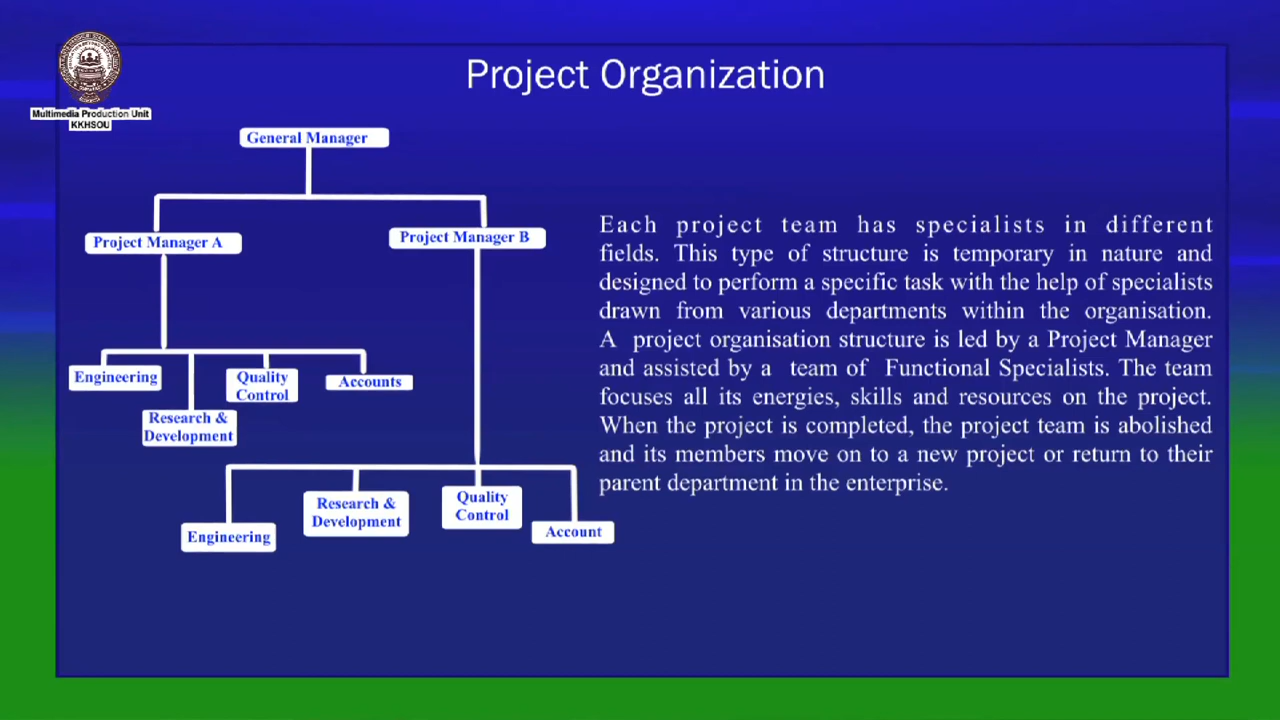 Project Organization
Multimedia Production Unit
KKHSOU
General Manager
Project Manager A
Project Manager B
Engineering
Research &
Development
Quality
Control
Accounts
Engineering
Research &
Development
Quality
Control
Account
Each project team has specialists in different
fields. This type of structure is temporary in nature and
designed to perform a specific task with the help of specialists
drawn from various departments within the organisation.
A project organisation structure is led by a Project Manager
and assisted by a team of Functional Specialists. The team
focuses all its energies, skills and resources on the project.
When the project is completed, the project team is abolished
and its members move on to a new project or return to their
parent department in the enterprise.